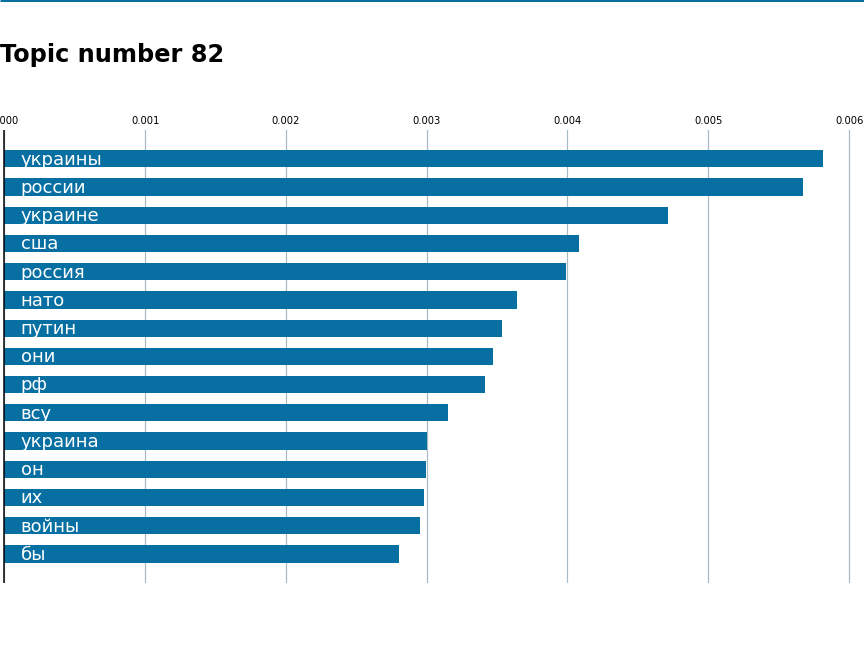 Topic number 82
000 0.001 0.002 0.003 0.004 0.005 0.006
украины
россии
украине
сша
россия
нато
путин
они
рф
всу
украина
он
их
войны
бы